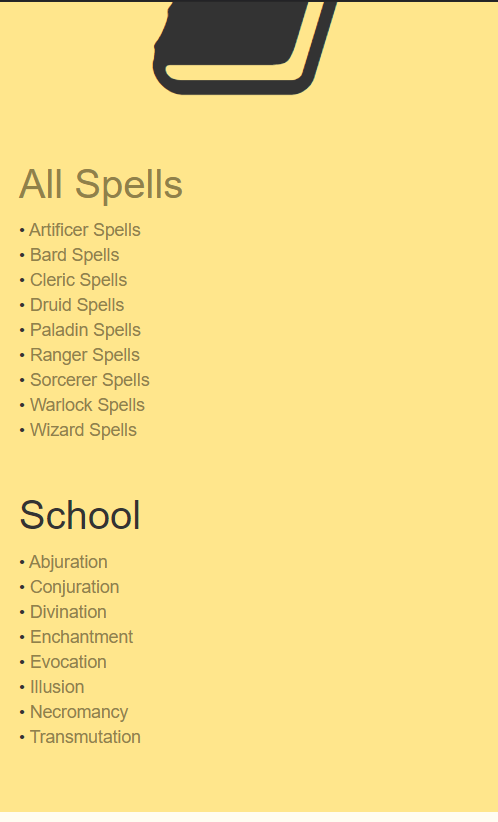 All Spells
• Artificer Spells
• Bard Spells
• Cleric Spells
• Druid Spells
• Paladin Spells
• Ranger Spells
• Sorcerer Spells
• Warlock Spells
• Wizard Spells
School
• Abjuration
• Conjuration
• Divination
• Enchantment
• Evocation
• Illusion
• Necromancy
• Transmutation